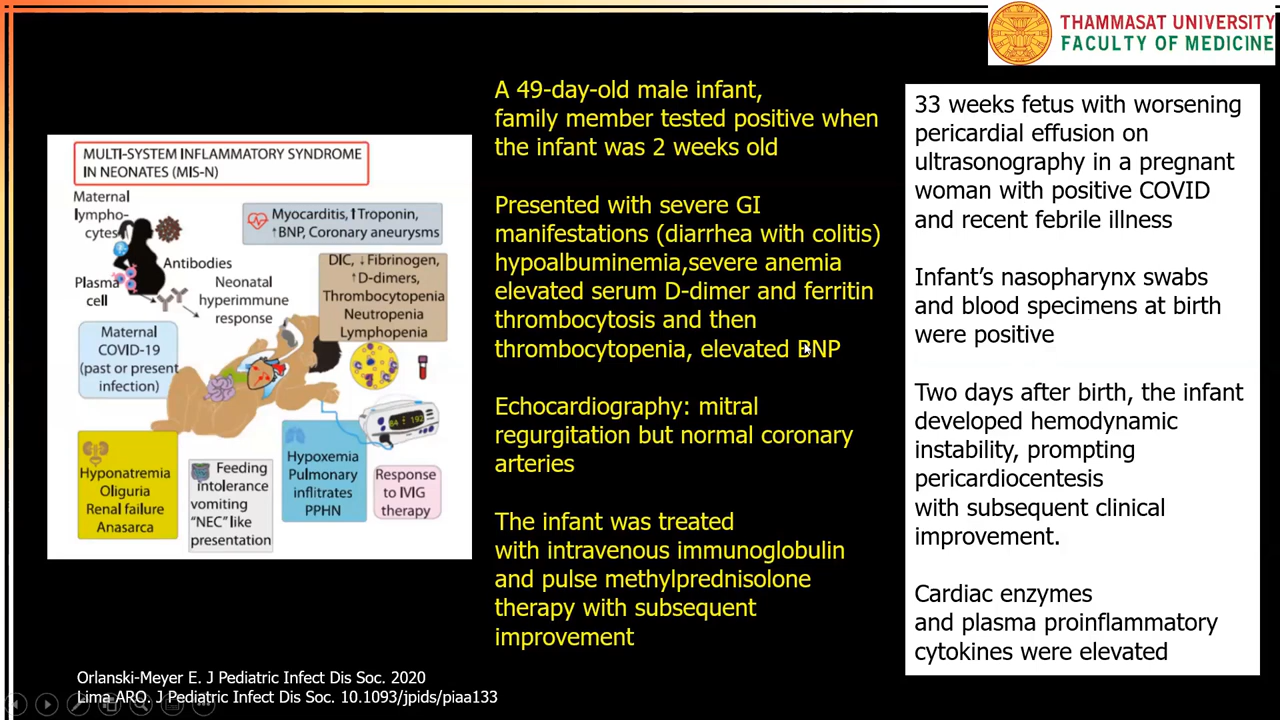 THAMMASAT UNIVERSITY
FACULTY OF MEDICINE
MULTI-SYSTEM INFLAMMATORY SYNDROME
IN NEONATES (MIS-N)
Maternal
lympho-
cytes
Plasma
cell
Antibodies
Neonatal
hyperimmune
response
Myocarditis, ↑Troponin,
↑BNP, Coronary aneurysms
DIC, ↓Fibrinogen,
↑D-dimers,
Thrombocytopenia
Neutropenia
Lymphopenia
Maternal
COVID-19
(past or present
infection)
84 : 192
Hyponatremia
Oliguria
Renal failure
Anasarca
Feeding
intolerance
vomiting
"NEC" like
presentation
Hypoxemia
Pulmonary
infiltrates
PPHN
Response
to IVIG
therapy
A 49-day-old male infant,
family member tested positive when
the infant was 2 weeks old
Presented with severe GI
manifestations (diarrhea with colitis)
hypoalbuminemia,severe anemia
elevated serum D-dimer and ferritin
thrombocytosis and then
thrombocytopenia, elevated BNP
Echocardiography: mitral
regurgitation but normal coronary
arteries
The infant was treated
with intravenous immunoglobulin
and pulse methylprednisolone
therapy with subsequent
improvement
33 weeks fetus with worsening
pericardial effusion on
ultrasonography in a pregnant
woman with positive COVID
and recent febrile illness
Infant's nasopharynx swabs
and blood specimens at birth
were positive
Two days after birth, the infant
developed hemodynamic
instability, prompting
pericardiocentesis
with subsequent clinical
improvement.
Cardiac enzymes
and plasma proinflammatory
cytokines were elevated
Orlanski-Meyer E. J Pediatric Infect Dis Soc. 2020
Lima ARO. J Pediatric Infect Dis Soc. 10.1093/jpids/piaa133